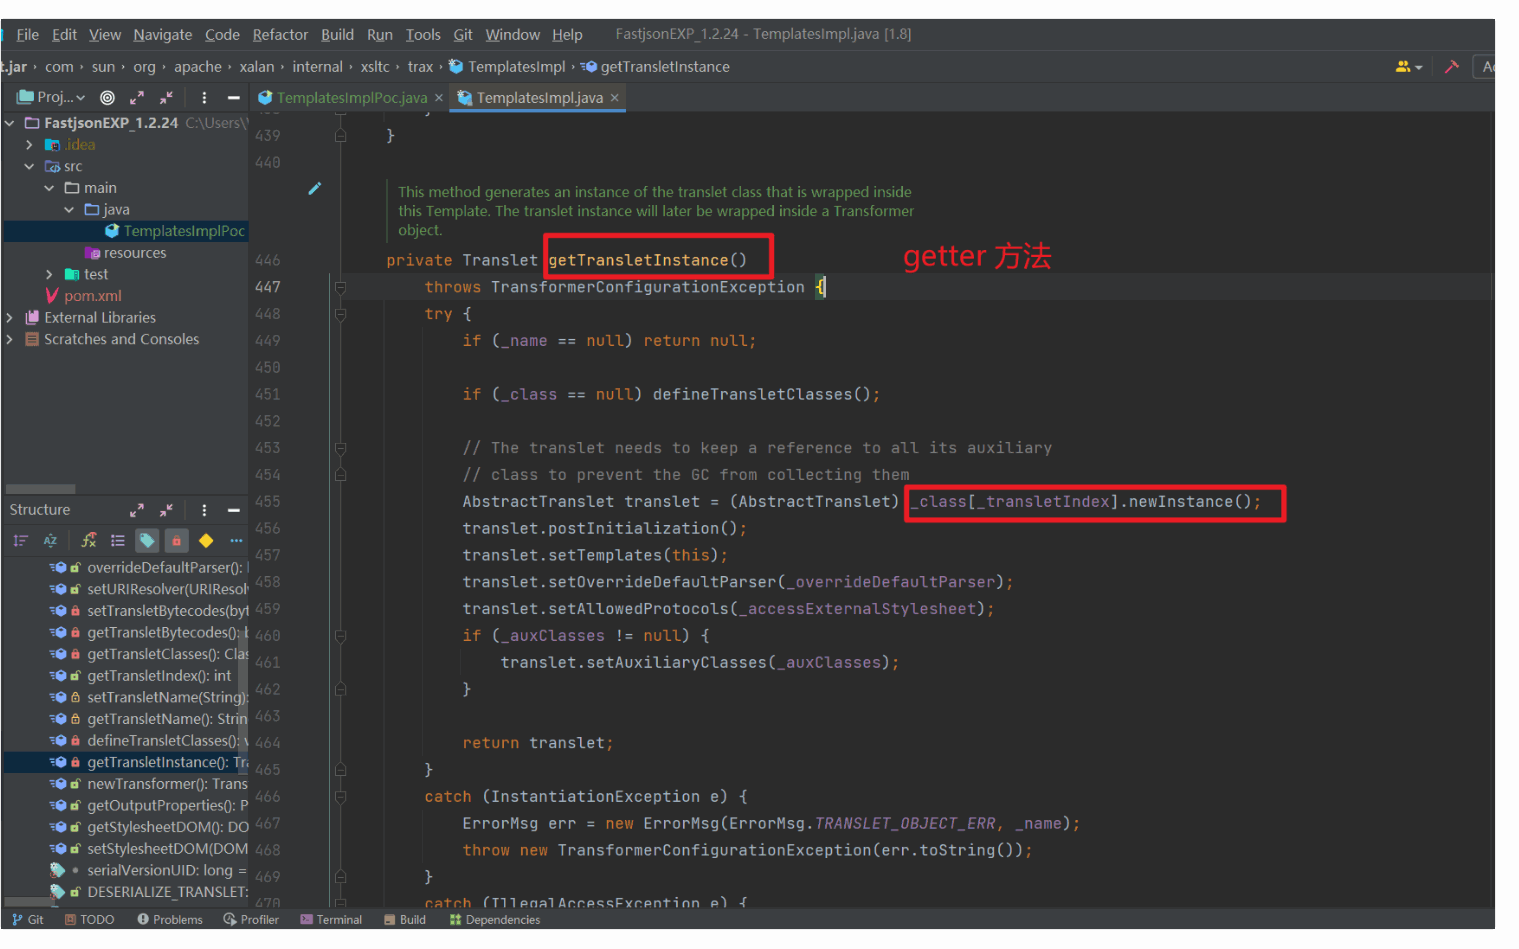 File Edit View Navigate Code Refactor Build Run Tools Git Window Help FastjsonEXP_1.2.24 - TemplatesImpl.java [1.8]
t.jar › com › sun › org › apache › xalan › internal › xsltc › trax › TemplatesImpl › getTransletInstance
Proj... TemplatesImplPoc.java × TemplatesImpl.java ×
FastjsonEXP_1.2.24 C:\Users\
.idea
src
main
java
TemplatesImplPoc
resources
test
pom.xml
External Libraries
Scratches and Consoles
Structure
overrideDefaultParser():
setURIResolver(URIResol
setTransletBytecodes(byt
getTransletBytecodes():
getTransletClasses(): Clas
getTransletIndex(): int
setTransletName(String):
getTransletName(): Strin
defineTransletClasses():
getTransletInstance(): Tr
newTransformer(): Trans
getOutputProperties(): P
getStylesheetDOM(): DO
setStylesheetDOM(DOM
serialVersionUID: long =
DESERIALIZE_TRANSLET:
439 }
440
This method generates an instance of the translet class that is wrapped inside
this Template. The translet instance will later be wrapped inside a Transformer
object.
446 private Translet getTransletInstance()
getter 方法
447 throws TransformerConfigurationException {
448 try {
449 if (_name == null) return null;
450
451 if (_class == null) defineTransletClasses();
452
453 // The translet needs to keep a reference to all its auxiliary
454 // class to prevent the GC from collecting them
455 AbstractTranslet translet = (AbstractTranslet) _class[_transletIndex].newInstance();
456 translet.postInitialization();
457 translet.setTemplates(this);
458 translet.setOverrideDefaultParser(_overrideDefaultParser);
459 translet.setAllowedProtocols(_accessExternalStylesheet);
460 if (_auxClasses != null) {
461 translet.setAuxiliaryClasses(_auxClasses);
462 }
463
464 return translet;
465 }
466 catch (InstantiationException e) {
467 ErrorMsg err = new ErrorMsg(ErrorMsg.TRANSLET_OBJECT_ERR, _name);
468 throw new TransformerConfigurationException(err.toString());
469 }
470 catch (IllegalAccessException e) {
Git TODO Problems Profiler Terminal Build Dependencies